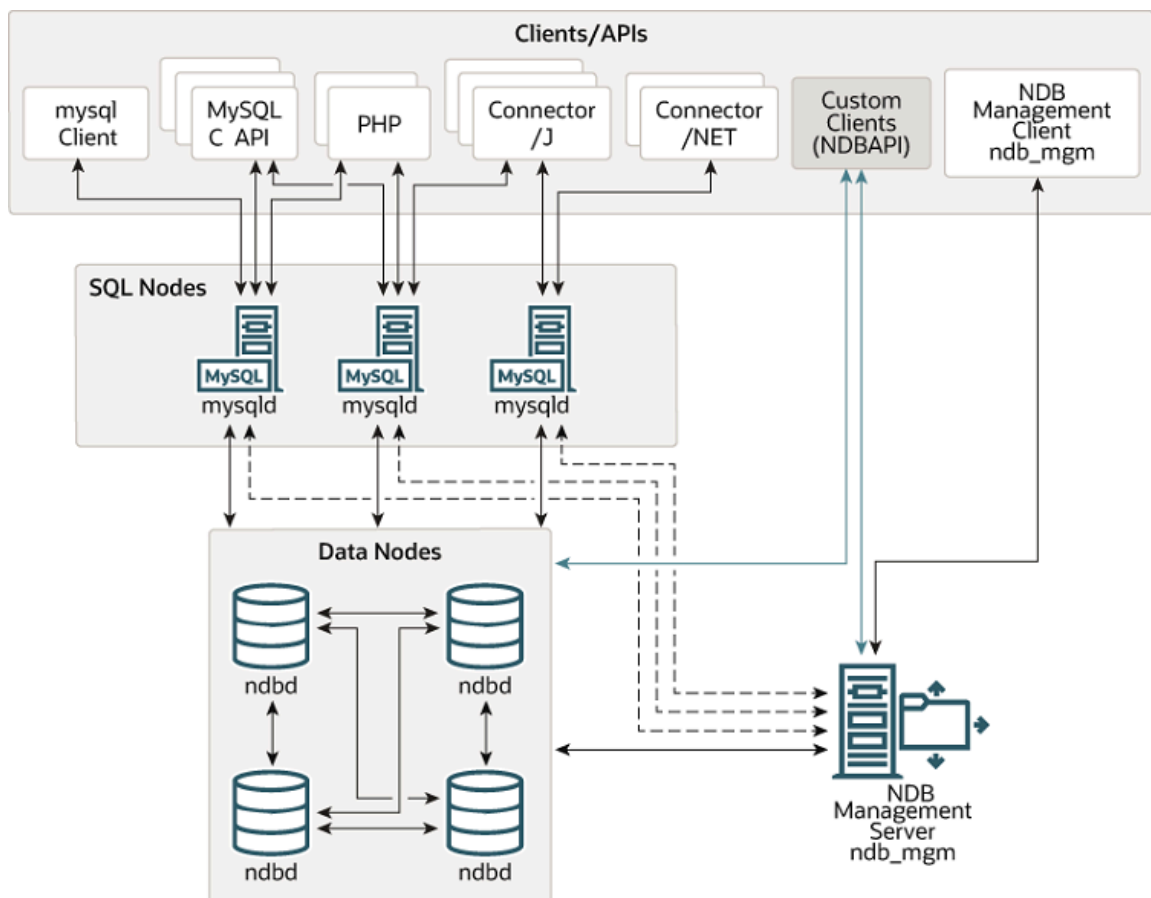 Clients/APIs
mysql
Client
MySQL
C API
PHP
Connector
/J
Connector
/NET
Custom
Clients
(NDBAPI)
NDB
Management
Client
ndb_mgm
SQL Nodes
MySQL
mysqld
MySQL
mysqld
MySQL
mysqld
Data Nodes
ndbd
ndbd
ndbd
ndbd
NDB
Management
Server
ndb_mgm